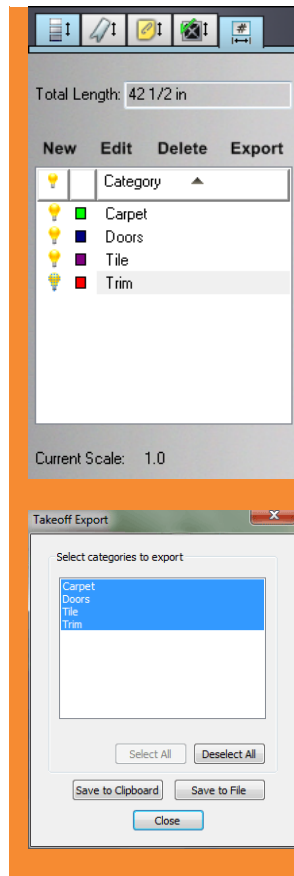 #
Total Length: 42 1/2 in
New Edit Delete Export
Category
Carpet
Doors
Tile
Trim
Current Scale: 1.0
Takeoff Export
x
Select categories to export
Carpet
Doors
Tile
Trim
Select All Deselect All
Save to Clipboard Save to File
Close